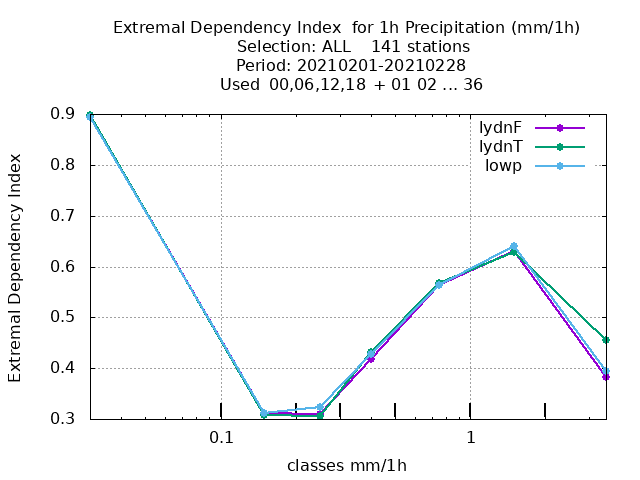 Extremal Dependency Index  for 1h Precipitation (mm/1h)
Selection: ALL    141 stations
Period: 20210201-20210228
Used  00,06,12,18  + 01 02 ... 36
Extremal Dependency Index
0.9
0.8
0.7
0.6
0.5
0.4
0.3
lydnF
lydnT
lowp
0.1
1
classes mm/1h